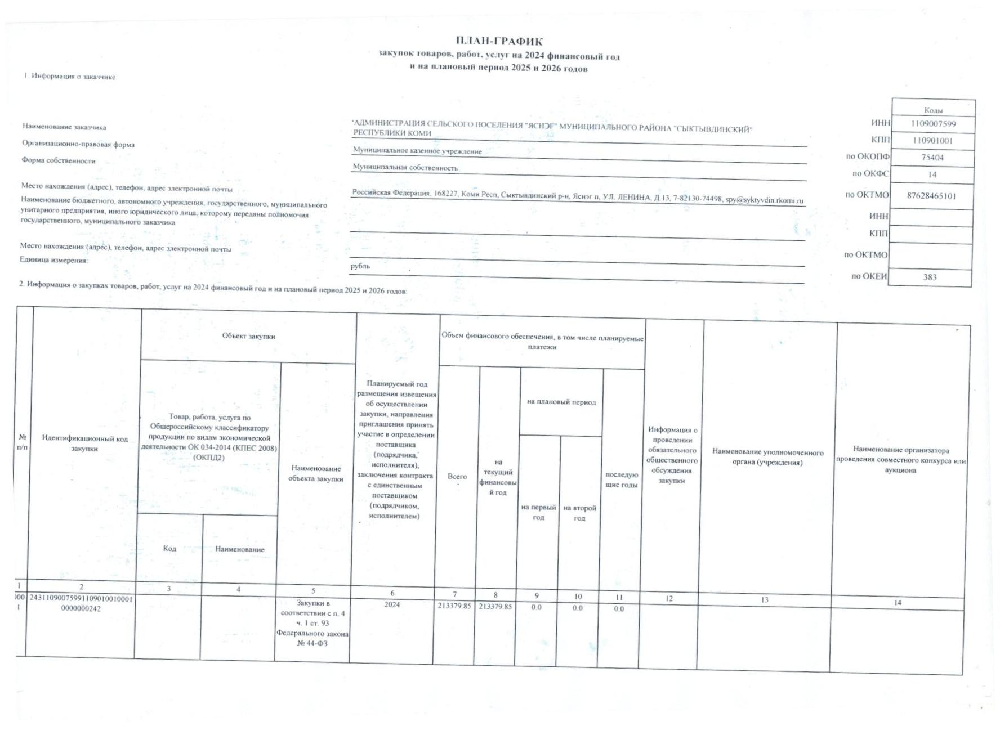 ПЛАН-ГРАФИК
закупок товаров, работ, услуг на 2024 финансовый год
и на плановый период 2025 и 2026 годов
1. Информация о заказчике:
Коды
Наименование заказчика
"АДМИНИСТРАЦИЯ СЕЛЬСКОГО ПОСЕЛЕНИЯ "ЯСНЭГ" МУНИЦИПАЛЬНОГО РАЙОНА "СЫКТЫВДИНСКИЙ"
РЕСПУБЛИКИ КОМИ
ИНН 1109007599
КПП 110901001
Организационно-правовая форма
Муниципальное казенное учреждение
по ОКОПФ 75404
Форма собственности
Муниципальная собственность
по ОКФС 14
Место нахождения (адрес), телефон, адрес электронной почты
Российская Федерация, 168227, Коми Респ, Сыктывдинский р-н, Яснэг п, УЛ. ЛЕНИНА, Д.13, 7-82130-74498, spy@syktyvdin.rkomi.ru
по ОКТМО 87628465101
Наименование бюджетного, автономного учреждения, государственного, муниципального
унитарного предприятия, иного юридического лица, которому переданы полномочия
государственного, муниципального заказчика
ИНН
КПП
Место нахождения (адрес), телефон, адрес электронной почты
по ОКТМО
Единица измерения:
рубль
по ОКЕИ 383
2. Информация о закупках товаров, работ, услуг на 2024 финансовый год и на плановый период 2025 и 2026 годов:
№
п/п
Идентификационный код
закупки
Объект закупки
Товар, работа, услуга по
Общероссийскому классификатору
продукции по видам экономической
деятельности ОК 034-2014 (КПЕС 2008)
(ОКПД2)
Код
Наименование
Наименование
объекта закупки
Планируемый год
размещения извещения
об осуществлении
закупки, направления
приглашения принять
участие в определении
поставщика
(подрядчика,
исполнителя),
заключения контракта
с единственным
поставщиком
(подрядчиком,
исполнителем)
Объем финансового обеспечения, в том числе планируемые
платежи
Всего
на
текущий
финансовы
й год
на плановый период
на первый
год
на второй
год
последую
щие годы
Информация о
проведении
обязательного
общественного
обсуждения
закупки
Наименование уполномоченного
органа (учреждения)
Наименование организатора
проведения совместного конкурса или
аукциона
1 2 3 4 5 6 7 8 9 10 11 12 13 14
000
1
24311090075991109010010001
0000000242
Закупки в
соответствии с п. 4
ч. 1 ст. 93
Федерального закона
№ 44-ФЗ
2024
213379.85
213379.85
0.0
0.0
0.0